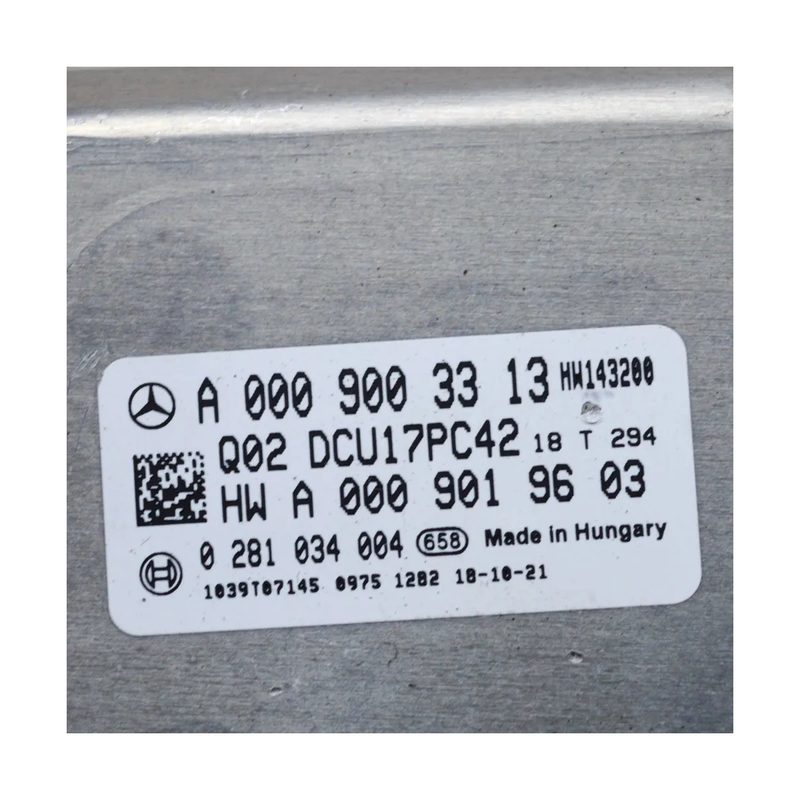 A 000 900 33 13 HW143200
Q02 DCU17PC42 18 T 294
HW A 000 901 96 03
0 281 034 004 658 Made in Hungary
1039T07145 0975 1282 18-10-21